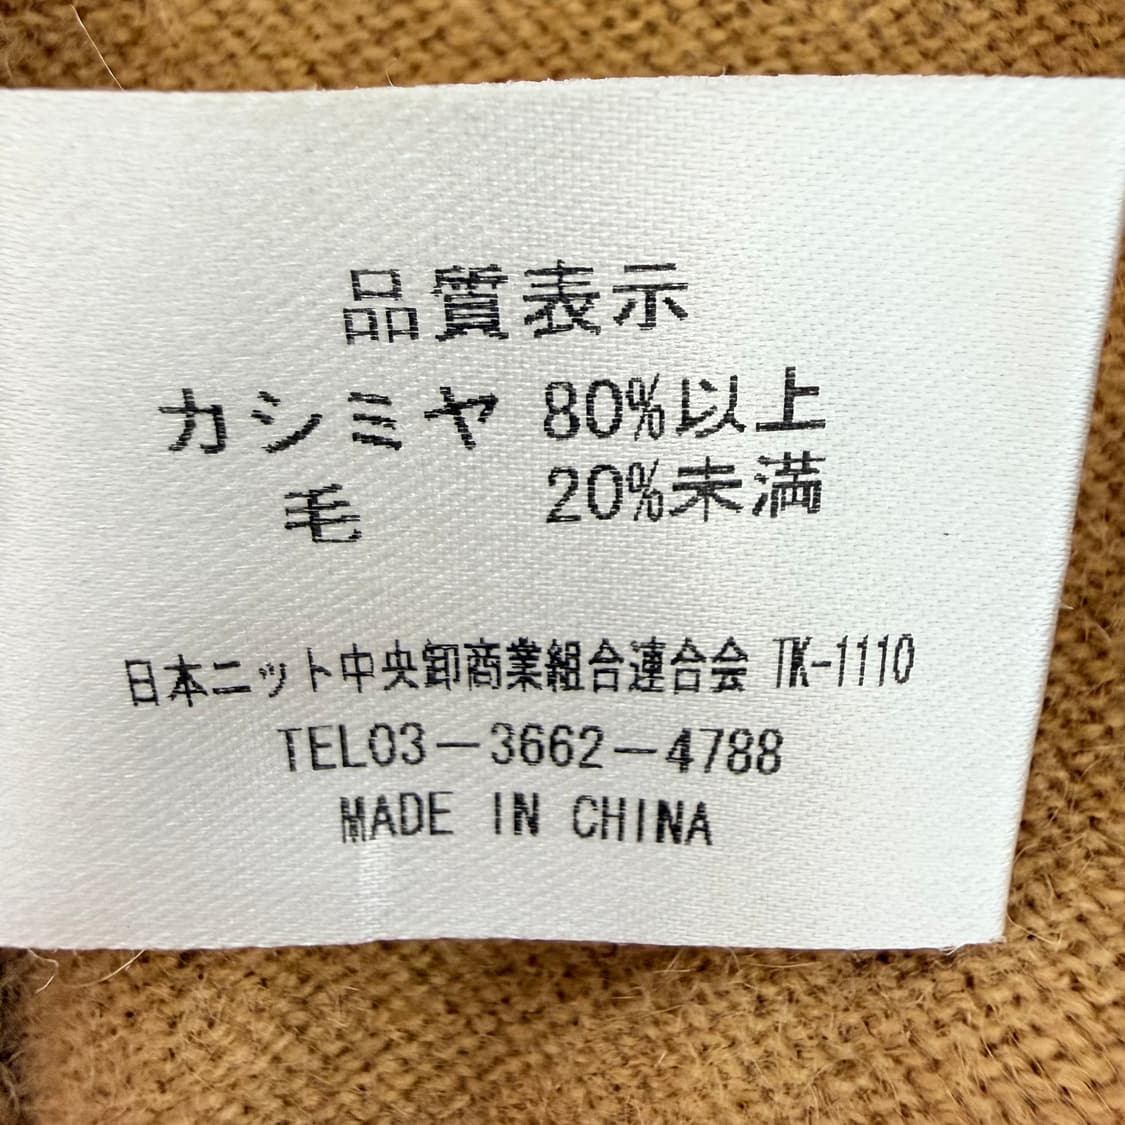 品質表示
カシミヤ 80%以上
毛 20%未満
日本ニット中央卸商業組合連合会 TK-1110
TEL03-3662-4788
MADE IN CHINA